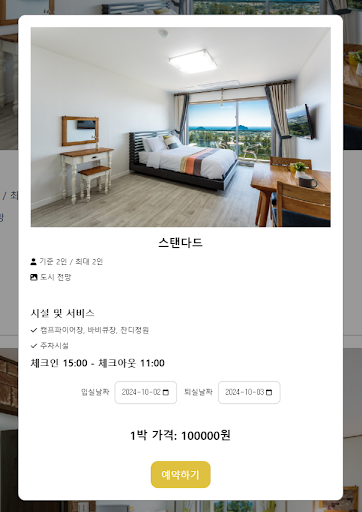 스탠다드
기준 2인 / 최대 2인
도시 전망
시설 및 서비스
캠프파이어장, 바비큐장, 잔디정원
주차시설
체크인 15:00 - 체크아웃 11:00
입실날짜 2024-10-02 퇴실날짜 2024-10-03
1박 가격: 100000원
예약하기
/ 최
망